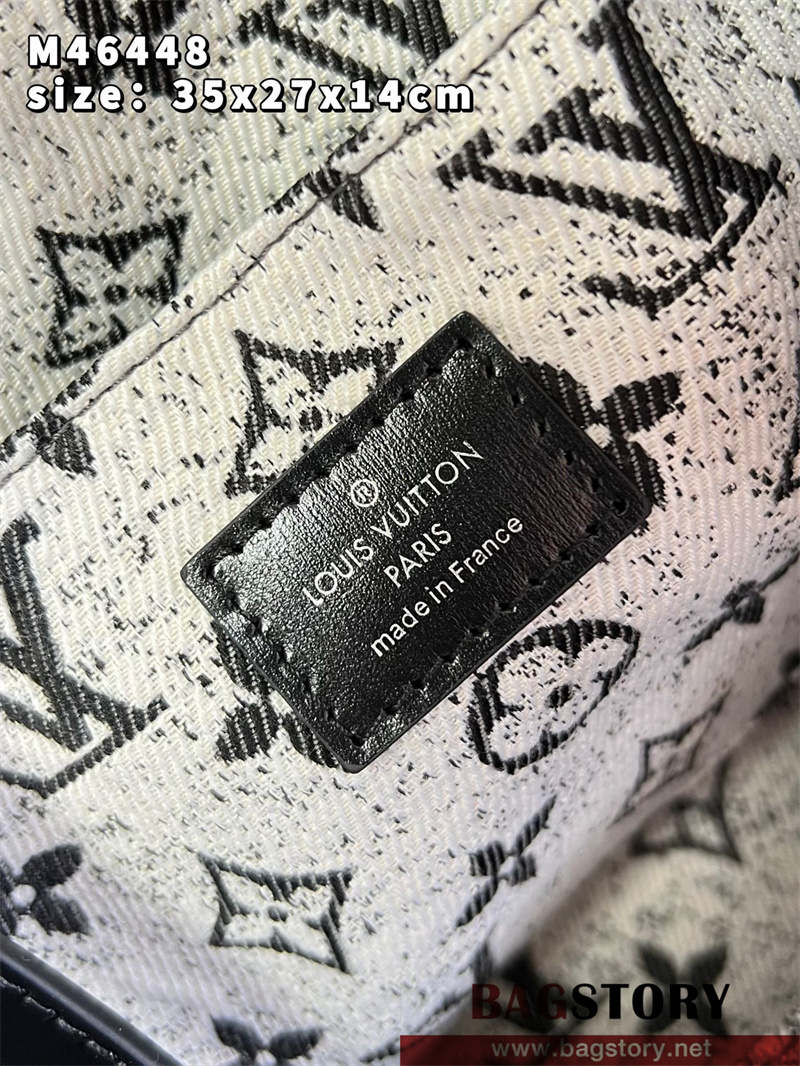 M46448
size: 35x27x14cm
®
LOUIS VUITTON
PARIS
made in France
BAGSTORY
www.bagstory.net